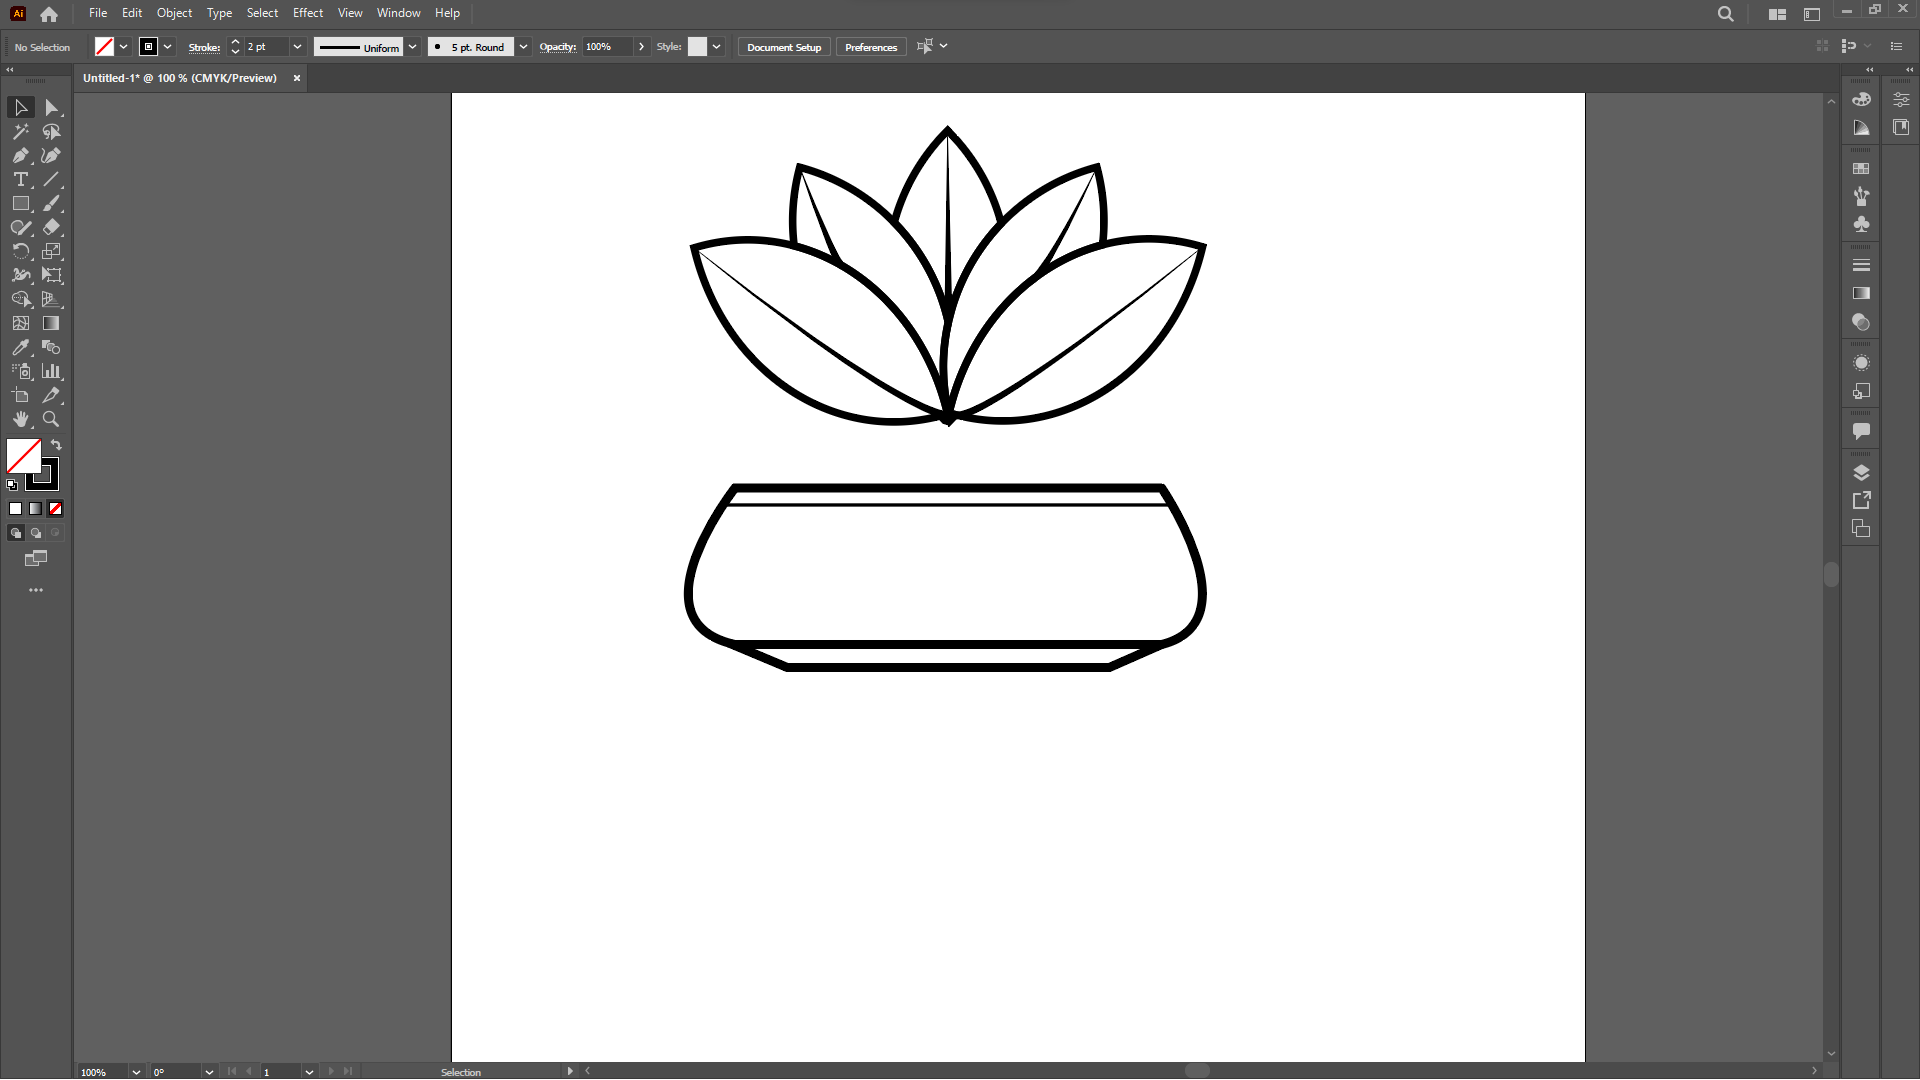 Ai File Edit Object Type Select Effect View Window Help
No Selection Stroke: 2 pt Uniform 5 pt. Round Opacity: 100% Style: Document Setup Preferences
Untitled-1* @ 100 % (CMYK/Preview) ×
100% 0° 1 Selection